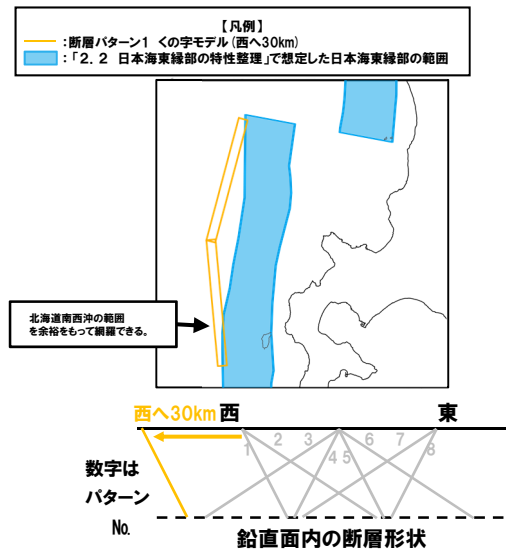 【凡例】
：断層パターン1 くの字モデル(西へ30km)
：「2.2 日本海東縁部の特性整理」で想定した日本海東縁部の範囲
北海道南西沖の範囲
を余裕をもって網羅できる。
西へ30km 西 東
1 2 3 4 5 6 7 8
数字は
パターン
No.
鉛直面内の断層形状